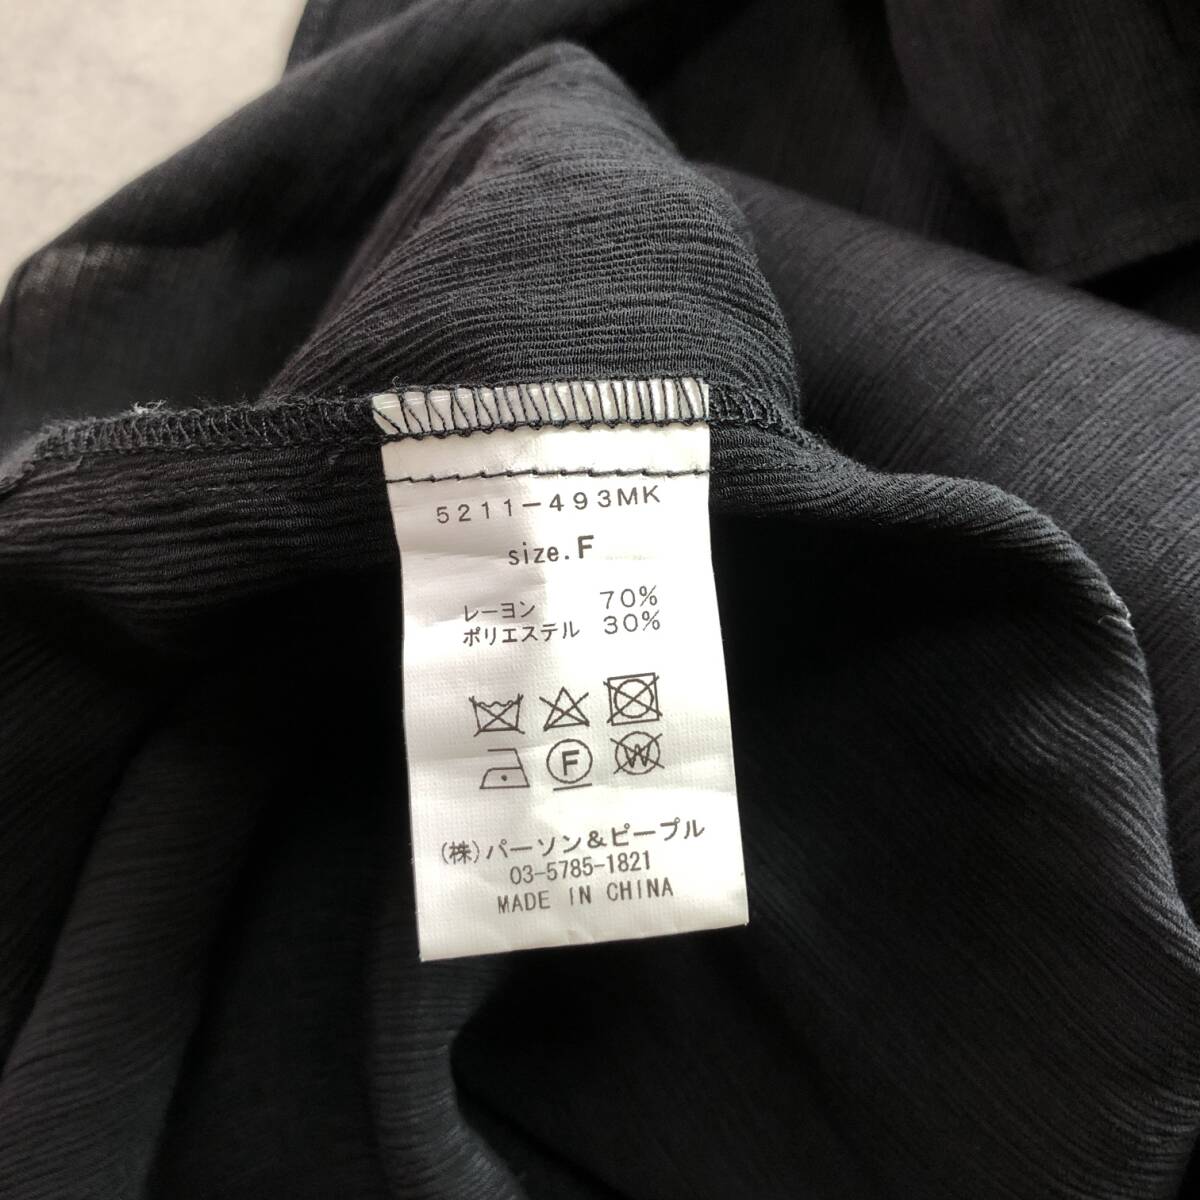 5211-493MK
size.F
レーヨン 70%
ポリエステル 30%
F W
(株)パーソン&ピープル
03-5785-1821
MADE IN CHINA